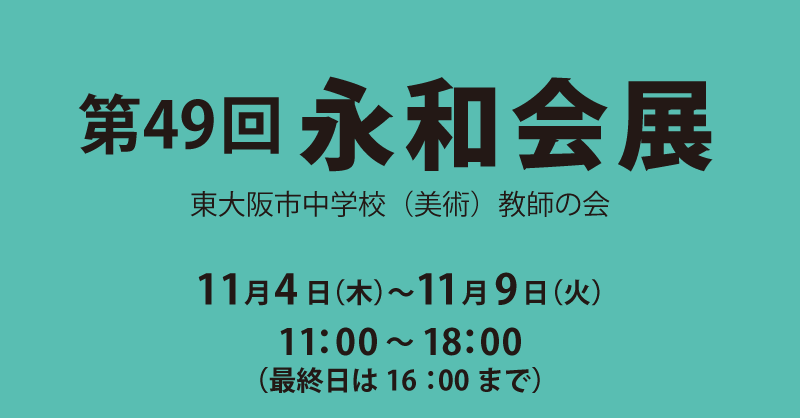 第49回 永和会展
東大阪市中学校（美術）教師の会
11月4日（木）～11月9日（火）
11：00～18：00
（最終日は 16：00 まで）